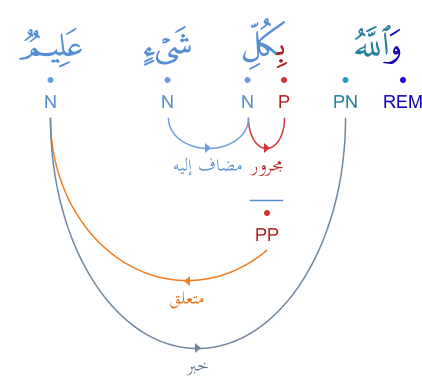 وَٱللَّهُ بِكُلِّ شَىْءٍ عَلِيمٌۭ
REM PN P N N N
مجرور مضاف إليه
PP
متعلق
خبر